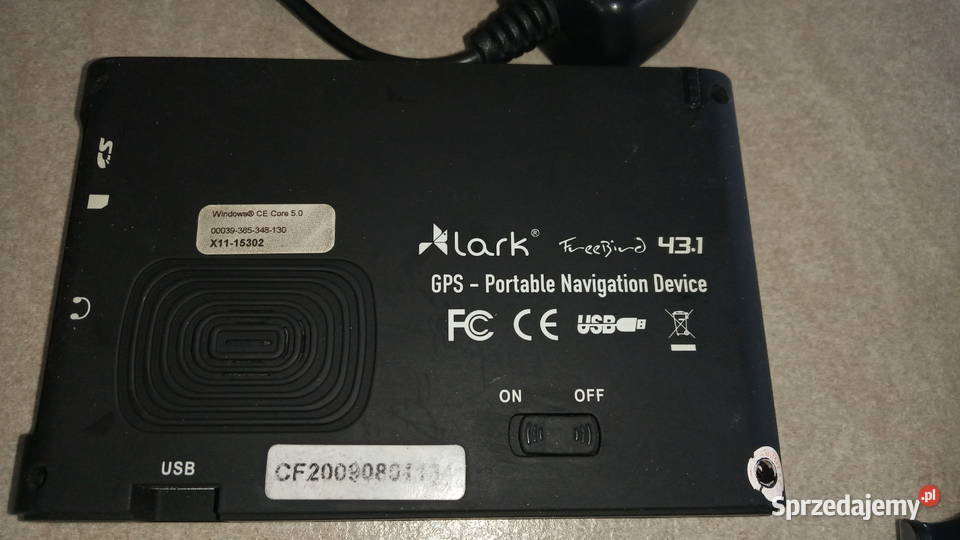 Windows® CE Core 5.0
00039-385-348-130
X11-15302
lark®
FreeBird 43.1
GPS - Portable Navigation Device
FC CE USB
ON OFF
USB
Sprzedajemy.pl